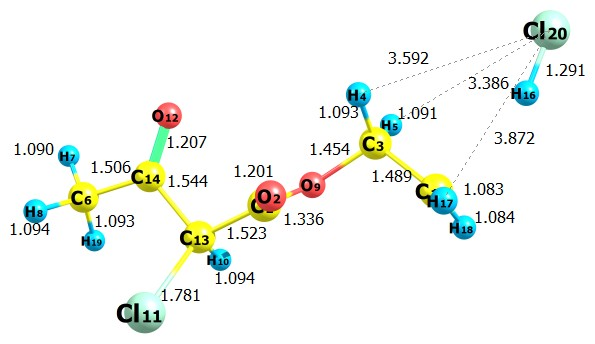 Cl20
3.592
1.291
3.386
H16
H4
1.093
H5
1.091
O12
3.872
1.207
1.454
C3
1.090
H7
1.506
C14
1.201
1.489
1.544
O2
O9
1.083
C6
H17
H8
1.336
1.084
1.094
1.093
H19
C13
1.523
H18
H10
1.094
1.781
Cl11